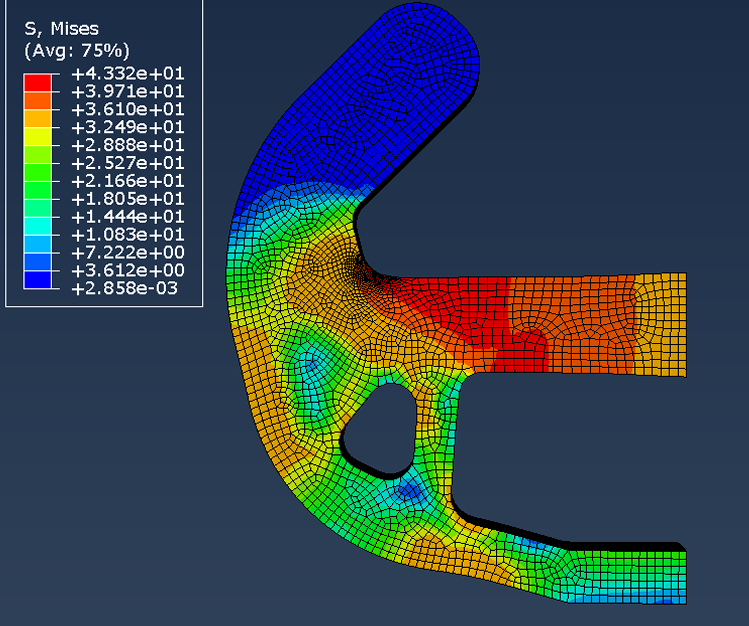 S, Mises
(Avg: 75%)
+4.332e+01
+3.971e+01
+3.610e+01
+3.249e+01
+2.888e+01
+2.527e+01
+2.166e+01
+1.805e+01
+1.444e+01
+1.083e+01
+7.222e+00
+3.612e+00
+2.858e-03